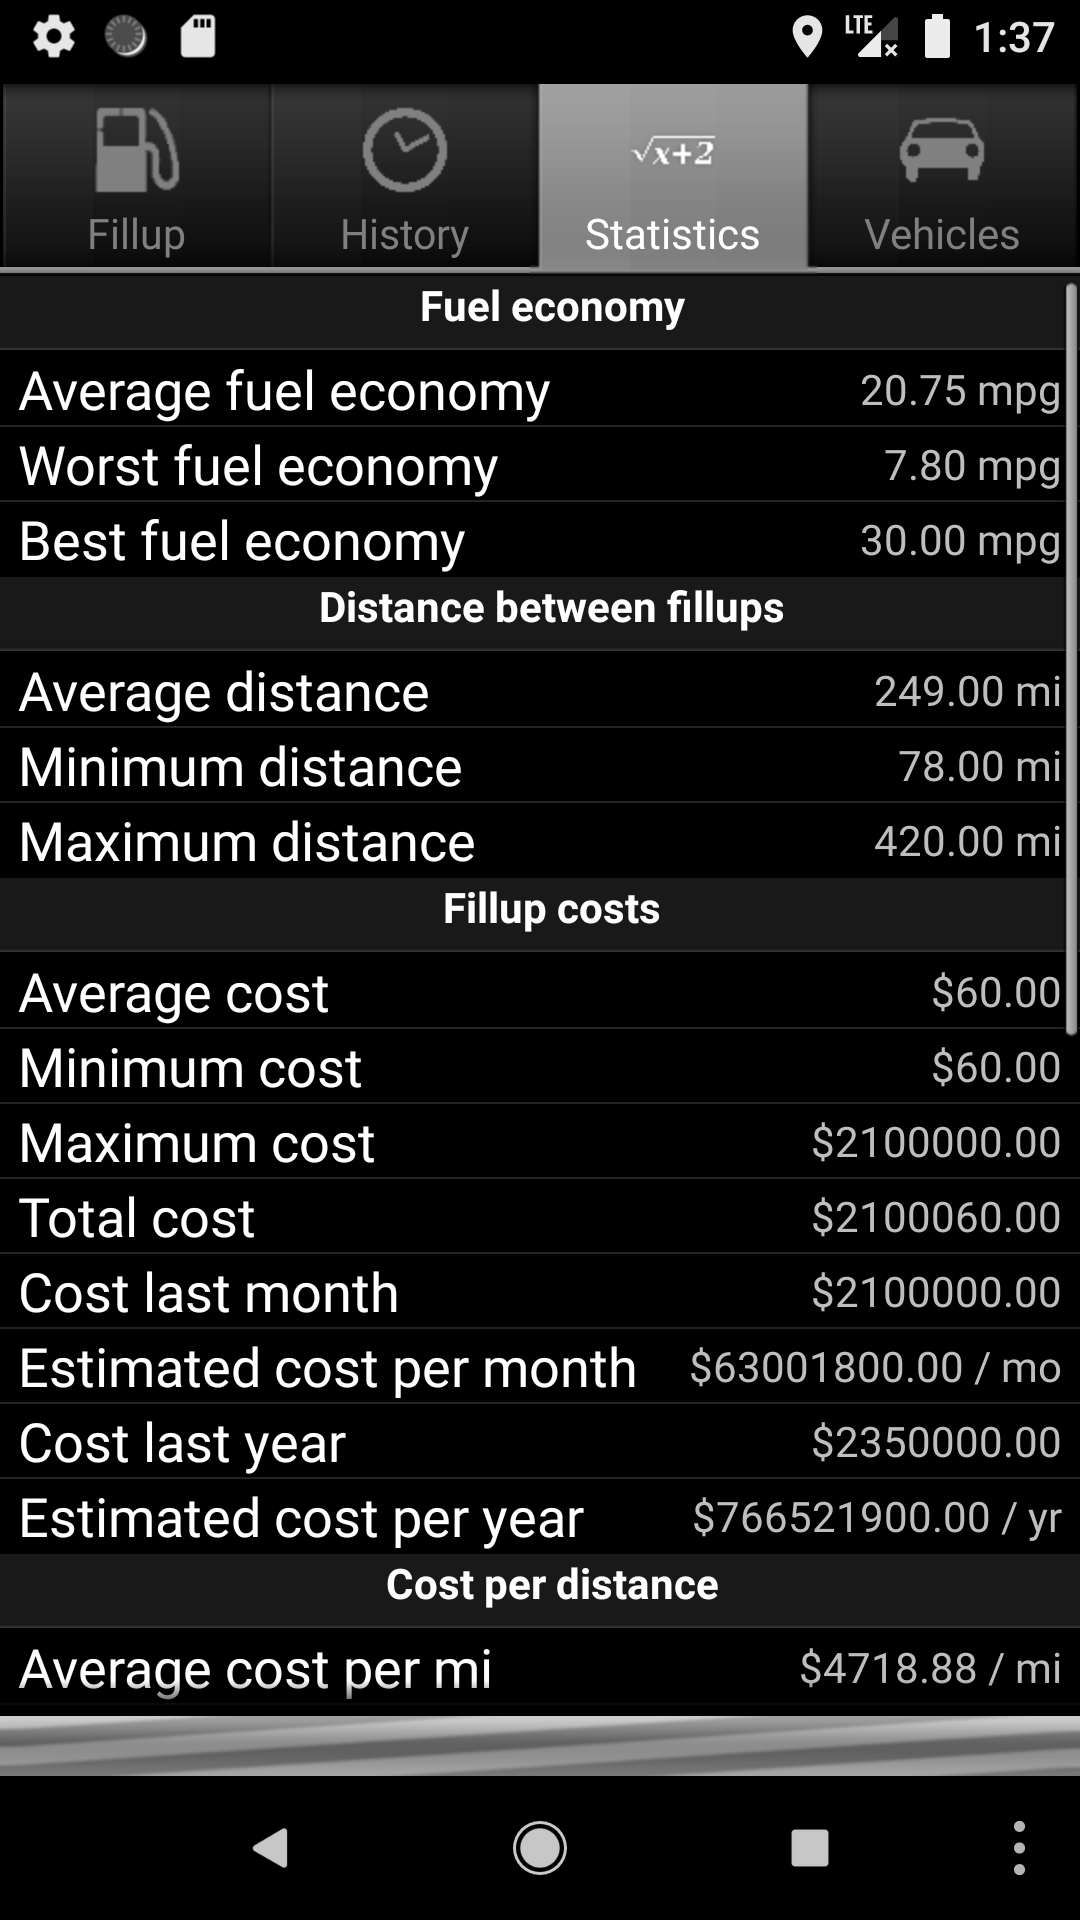 LTE 1:37
√x+2
Fillup History Statistics Vehicles
Fuel economy
Average fuel economy 20.75 mpg
Worst fuel economy 7.80 mpg
Best fuel economy 30.00 mpg
Distance between fillups
Average distance 249.00 mi
Minimum distance 78.00 mi
Maximum distance 420.00 mi
Fillup costs
Average cost $60.00
Minimum cost $60.00
Maximum cost $2100000.00
Total cost $2100060.00
Cost last month $2100000.00
Estimated cost per month $63001800.00 / mo
Cost last year $2350000.00
Estimated cost per year $766521900.00 / yr
Cost per distance
Average cost per mi $4718.88 / mi